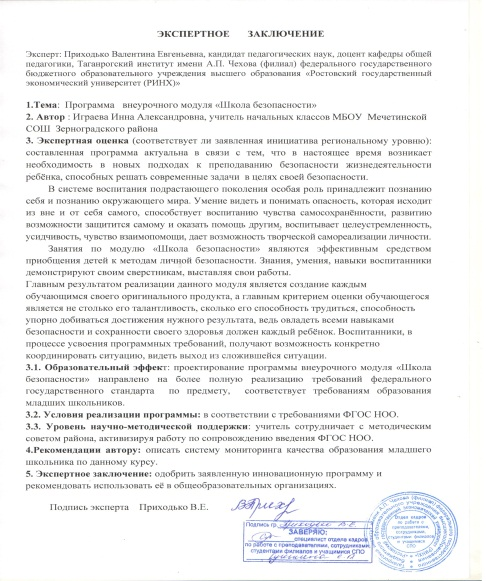 ЭКСПЕРТНОЕ ЗАКЛЮЧЕНИЕ
Эксперт: Приходько Валентина Евгеньевна, кандидат педагогических наук, доцент кафедры общей
педагогики, Таганрогский институт имени А.П. Чехова (филиал) федерального государственного
бюджетного образовательного учреждения высшего образования «Ростовский государственный
экономический университет (РИНХ)»
1.Тема: Программа внеурочного модуля «Школа безопасности»
2. Автор : Играева Инна Александровна, учитель начальных классов МБОУ Мечетинской
СОШ Зерноградского района
3. Экспертная оценка (соответствует ли заявленная инициатива региональному уровню):
составленная программа актуальна в связи с тем, что в настоящее время возникает
необходимость в новых подходах к преподаванию безопасности жизнедеятельности
ребёнка, способных решать современные задачи в целях своей безопасности.
В системе воспитания подрастающего поколения особая роль принадлежит познанию
себя и познанию окружающего мира. Умение видеть и понимать опасность, которая исходит
из вне и от себя самого, способствует воспитанию чувства самосохранённости, развитию
возможности защитится самому и оказать помощь другим, воспитывает целеустремленность,
усидчивость, чувство взаимопомощи, дает возможность творческой самореализации личности.
Занятия по модулю «Школа безопасности» являются эффективным средством
приобщения детей к методам личной безопасности. Знания, умения, навыки воспитанники
демонстрируют своим сверстникам, выставляя свои работы.
Главным результатом реализации данного модуля является создание каждым
обучающимся своего оригинального продукта, а главным критерием оценки обучающегося
является не столько его талантливость, сколько его способность трудиться, способность
упорно добиваться достижения нужного результата, ведь овладеть всеми навыками
безопасности и сохранности своего здоровья должен каждый ребёнок. Воспитанники, в
процессе усвоения программных требований, получают возможность конкретно
координировать ситуацию, видеть выход из сложившейся ситуации.
3.1. Образовательный эффект: проектирование программы внеурочного модуля «Школа
безопасности» направлено на более полную реализацию требований федерального
государственного стандарта по предмету, соответствует требованиям образования
младших школьников.
3.2. Условия реализации программы: в соответствии с требованиями ФГОС НОО.
3.3. Уровень научно-методической поддержки: учитель сотрудничает с методическим
советом района, активизируя работу по сопровождению введения ФГОС НОО.
4.Рекомендации автору: описать систему мониторинга качества образования младшего
школьника по данному курсу.
5. Экспертное заключение: одобрить заявленную инновационную программу и
рекомендовать использовать её в общеобразовательных организациях.
Подпись эксперта Приходько В.Е.
Подпись гр.
ЗАВЕРЯЮ:
специалист отдела кадров
по работе с преподавателями, сотрудниками,
студентами филиалов и учащимися СПО
Отдел кадров
по работе с
преподавателями,
сотрудниками,
студентами филиалов
и учащимися
СПО